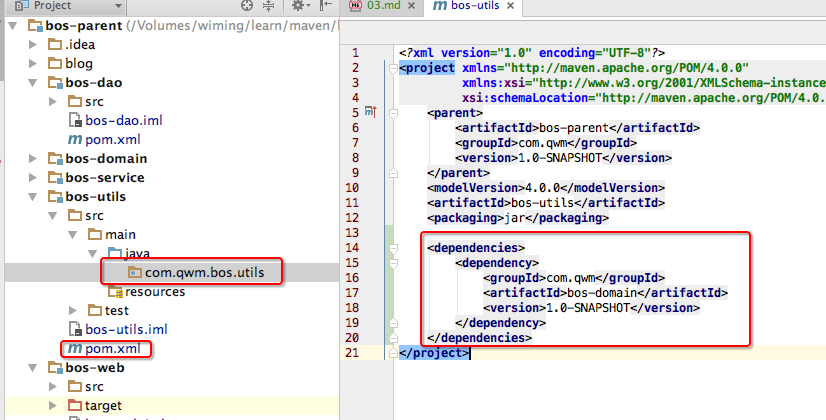 Project
03.md
bos-utils
bos-parent (/Volumes/wiming/learn/maven/
.idea
blog
bos-dao
src
bos-dao.iml
pom.xml
bos-domain
bos-service
bos-utils
src
main
java
com.qwm.bos.utils
resources
test
bos-utils.iml
pom.xml
bos-web
src
target
1 <?xml version="1.0" encoding="UTF-8"?>
2 <project xmlns="http://maven.apache.org/POM/4.0.0"
3 xmlns:xsi="http://www.w3.org/2001/XMLSchema-instance
4 xsi:schemaLocation="http://maven.apache.org/POM/4.0.
5 <parent>
6 <artifactId>bos-parent</artifactId>
7 <groupId>com.qwm</groupId>
8 <version>1.0-SNAPSHOT</version>
9 </parent>
10 <modelVersion>4.0.0</modelVersion>
11 <artifactId>bos-utils</artifactId>
12 <packaging>jar</packaging>
13
14 <dependencies>
15 <dependency>
16 <groupId>com.qwm</groupId>
17 <artifactId>bos-domain</artifactId>
18 <version>1.0-SNAPSHOT</version>
19 </dependency>
20 </dependencies>
21 </project>